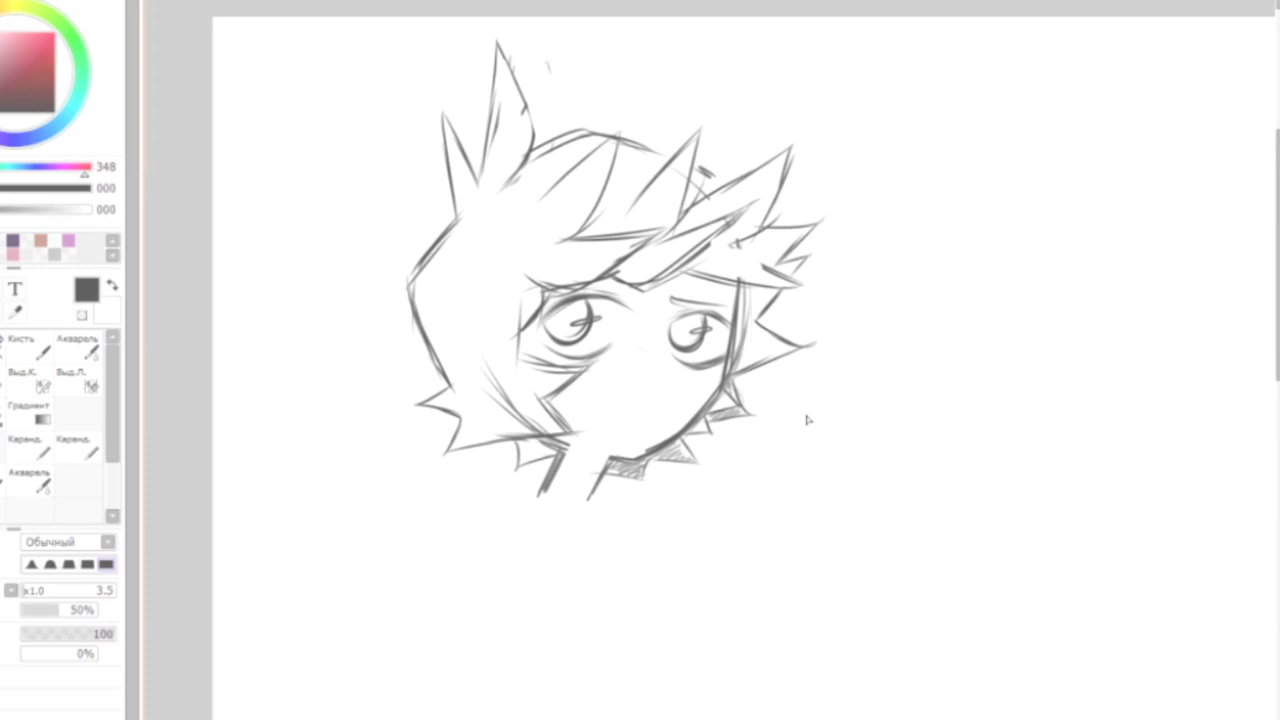 348
000
000
T
Кисть Акварель
Выд.К. Выд.Л.
Градиент
Каранд. Каранд.
Акварель
Обычный
x1.0 3.5
50%
100
0%